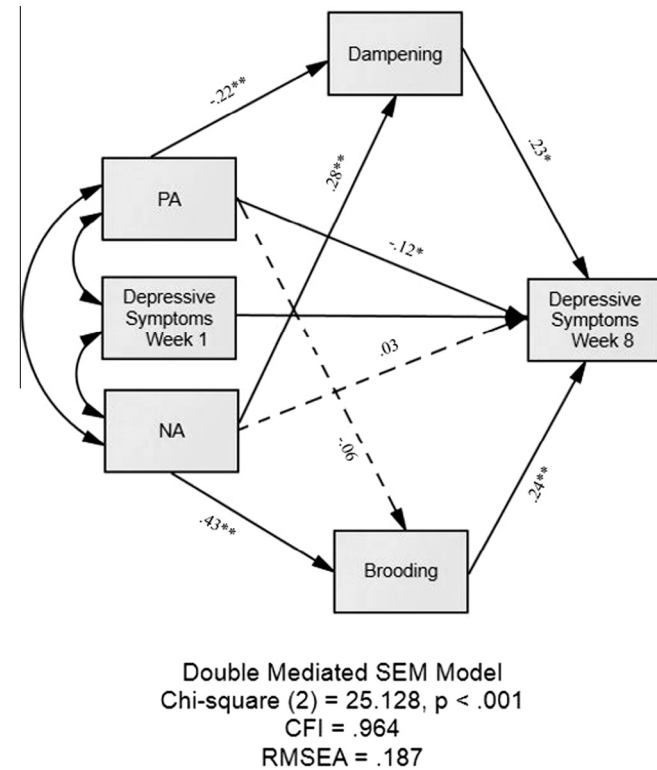 Dampening
-.22**
.28**
.23*
PA
-.12*
Depressive
Symptoms
Week 1
Depressive
Symptoms
Week 8
.03
NA
-.06
.43**
.24**
Brooding
Double Mediated SEM Model
Chi-square (2) = 25.128, p < .001
CFI = .964
RMSEA = .187